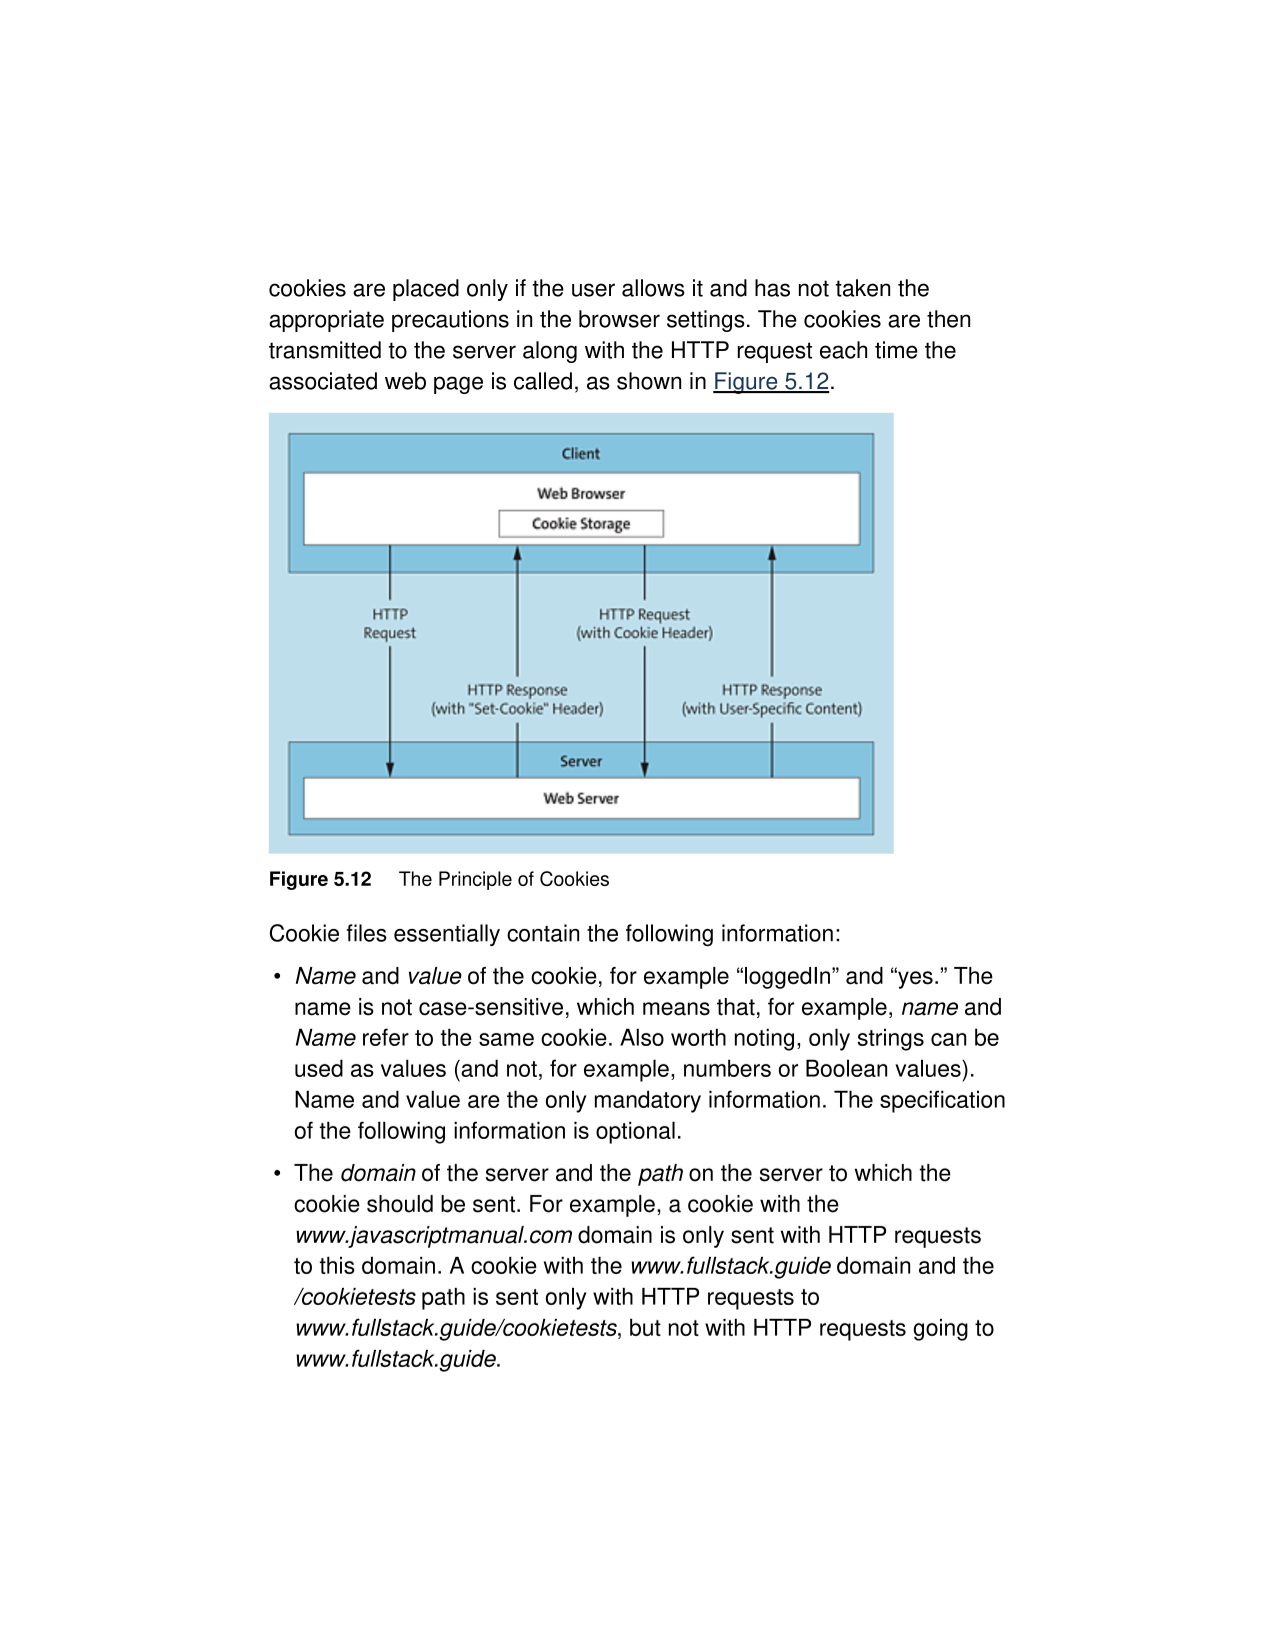 cookies are placed only if the user allows it and has not taken the
appropriate precautions in the browser settings. The cookies are then
transmitted to the server along with the HTTP request each time the
associated web page is called, as shown in Figure 5.12.
Client
Web Browser
Cookie Storage
HTTP
Request
HTTP Request
(with Cookie Header)
HTTP Response
(with "Set-Cookie" Header)
HTTP Response
(with User-Specific Content)
Server
Web Server
Figure 5.12 The Principle of Cookies
Cookie files essentially contain the following information:
• Name and value of the cookie, for example “loggedIn” and “yes.” The
name is not case-sensitive, which means that, for example, name and
Name refer to the same cookie. Also worth noting, only strings can be
used as values (and not, for example, numbers or Boolean values).
Name and value are the only mandatory information. The specification
of the following information is optional.
• The domain of the server and the path on the server to which the
cookie should be sent. For example, a cookie with the
www.javascriptmanual.com domain is only sent with HTTP requests
to this domain. A cookie with the www.fullstack.guide domain and the
/cookietests path is sent only with HTTP requests to
www.fullstack.guide/cookietests, but not with HTTP requests going to
www.fullstack.guide.